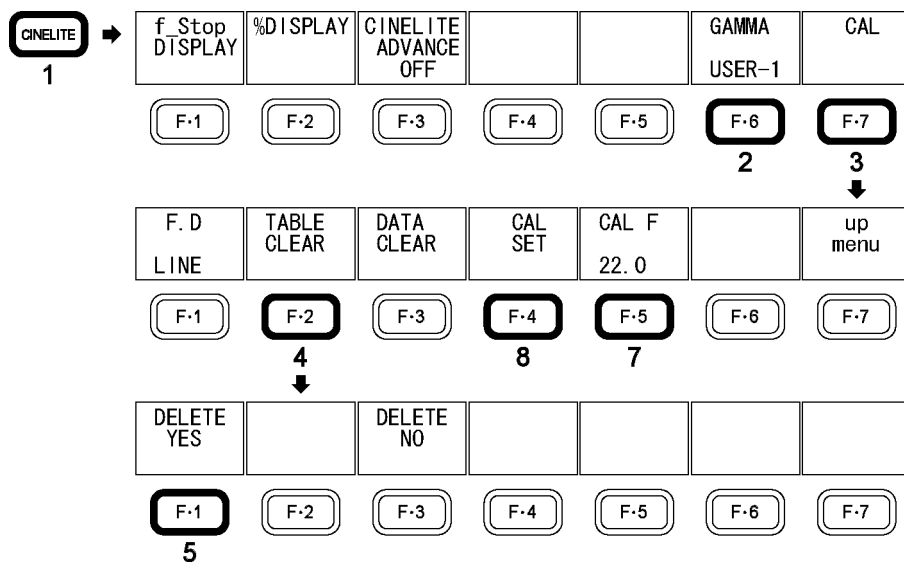 CINELITE
1
f_Stop DISPLAY
%DISPLAY
CINELITE ADVANCE OFF
GAMMA USER-1
CAL
F・1
F・2
F・3
F・4
F・5
F・6
F・7
2
3
F.D LINE
TABLE CLEAR
DATA CLEAR
CAL SET
CAL F 22.0
up menu
F・1
F・2
F・3
F・4
F・5
F・6
F・7
4
8
7
DELETE YES
DELETE NO
F・1
F・2
F・3
F・4
F・5
F・6
F・7
5